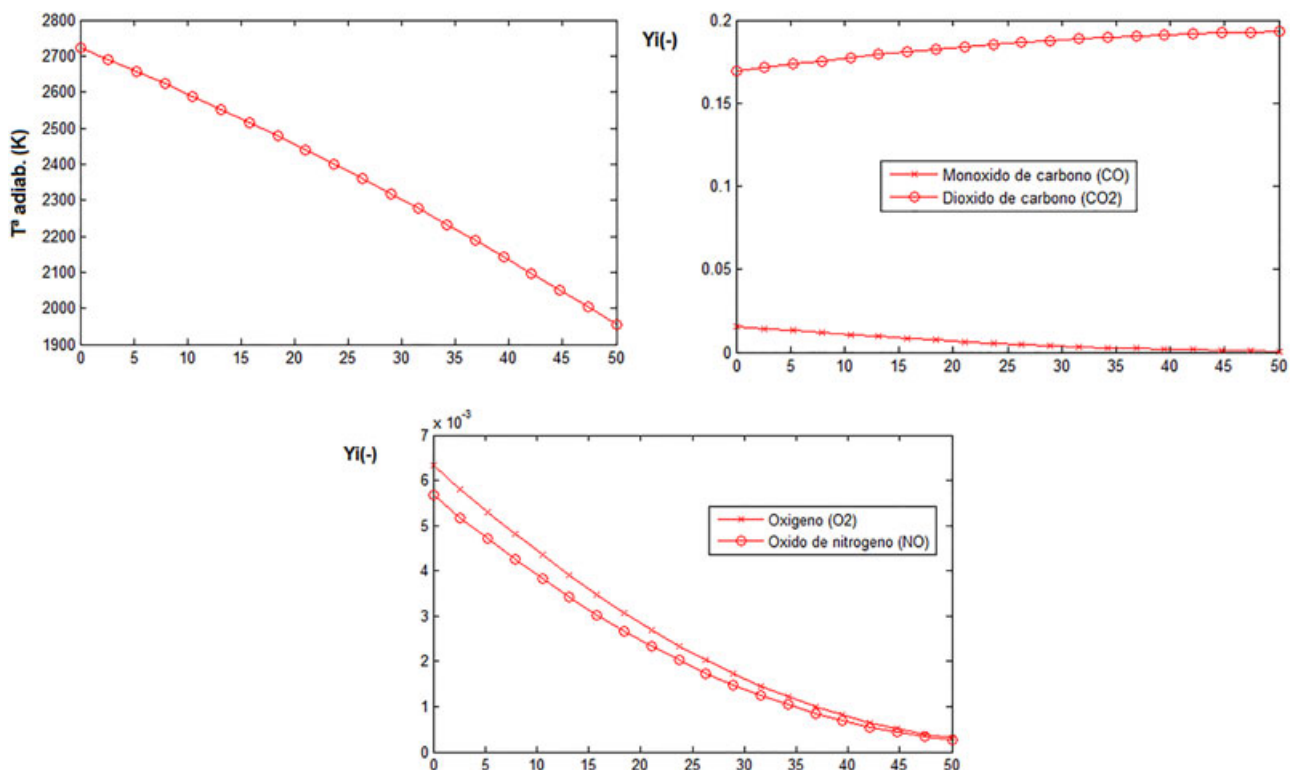 Tª adiab. (K)
2800
2700
2600
2500
2400
2300
2200
2100
2000
1900
0 5 10 15 20 25 30 35 40 45 50
Yi(-)
0.2
0.15
0.1
0.05
0
Monoxido de carbono (CO)
Dioxido de carbono (CO2)
0 5 10 15 20 25 30 35 40 45 50
Yi(-)
x 10-3
7
6
5
4
3
2
1
0
Oxigeno (O2)
Oxido de nitrogeno (NO)
0 5 10 15 20 25 30 35 40 45 50